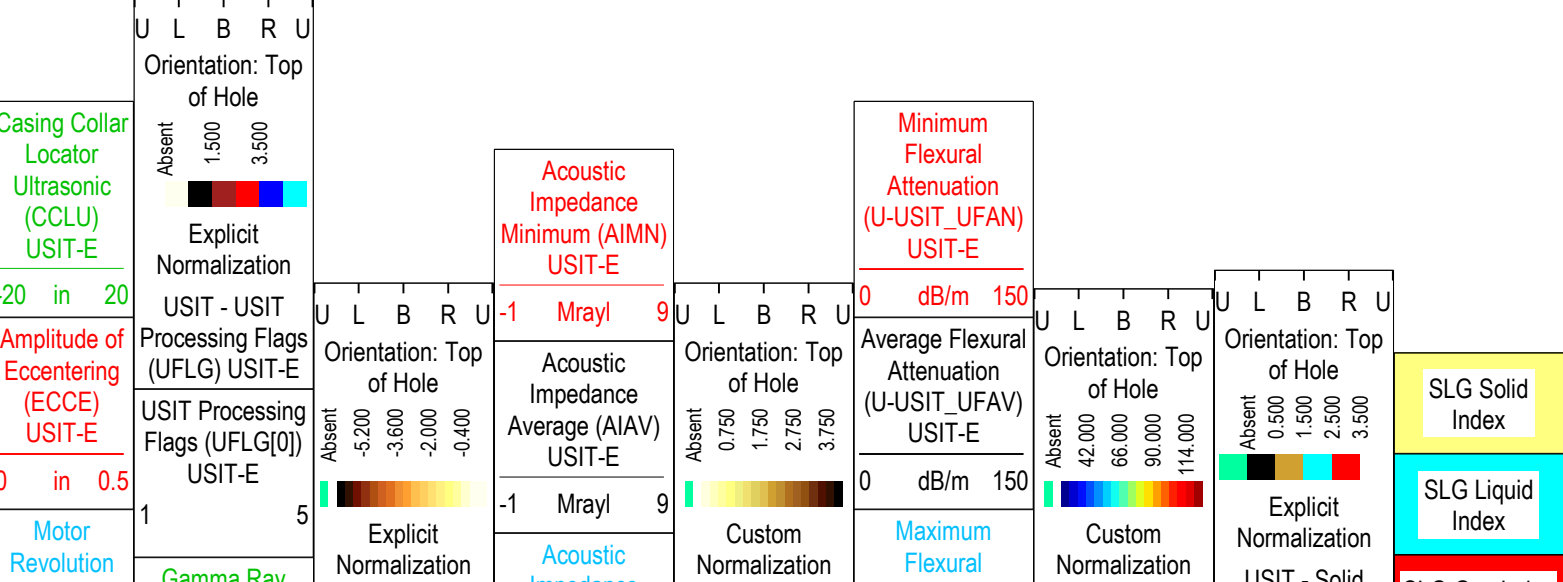 Casing Collar
Locator
Ultrasonic
(CCLU)
USIT-E
-20 in 20
Amplitude of
Eccentering
(ECCE)
USIT-E
0 in 0.5
Motor
Revolution
U L B R U
Orientation: Top
of Hole
Absent
1.500
3.500
Explicit
Normalization
USIT - USIT
Processing Flags
(UFLG) USIT-E
USIT Processing
Flags (UFLG[0])
USIT-E
1 5
Gamma Ray
U L B R U
Orientation: Top
of Hole
Absent
-5.200
-3.600
-2.000
-0.400
Explicit
Normalization
Acoustic
Impedance
Minimum (AIMN)
USIT-E
-1 Mrayl 9
Acoustic
Impedance
Average (AIAV)
USIT-E
-1 Mrayl 9
Acoustic
Impedance
U L B R U
Orientation: Top
of Hole
Absent
0.750
1.750
2.750
3.750
Custom
Normalization
Minimum
Flexural
Attenuation
(U-USIT_UFAN)
USIT-E
0 dB/m 150
Average Flexural
Attenuation
(U-USIT_UFAV)
USIT-E
0 dB/m 150
Maximum
Flexural
U L B R U
Orientation: Top
of Hole
Absent
42.000
66.000
90.000
114.000
Custom
Normalization
U L B R U
Orientation: Top
of Hole
Absent
0.500
1.500
2.500
3.500
Explicit
Normalization
USIT - Solid
SLG Solid
Index
SLG Liquid
Index